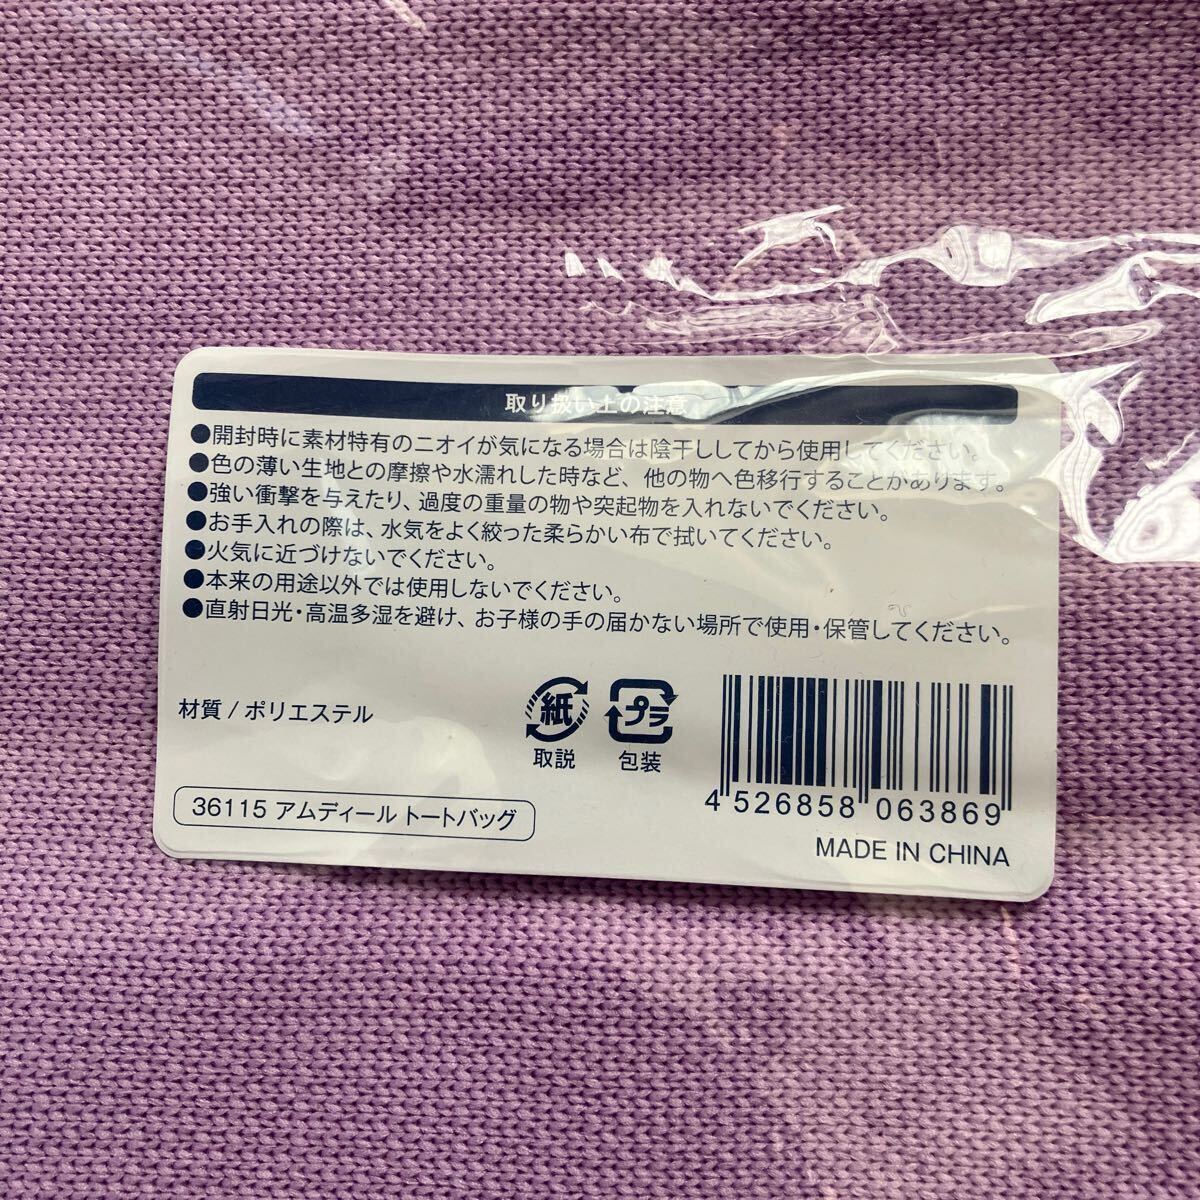 取り扱い上の注意
●開封時に素材特有のニオイが気になる場合は陰干ししてから使用してください。
●色の薄い生地との摩擦や水濡れした時など、他の物へ色移行することがあります。
●強い衝撃を与えたり、過度の重量の物や突起物を入れないでください。
●お手入れの際は、水気をよく絞った柔らかい布で拭いてください。
●火気に近づけないでください。
●本来の用途以外では使用しないでください。
●直射日光・高温多湿を避け、お子様の手の届かない場所で使用・保管してください。
材質 / ポリエステル
紙
取説
プラ
包装
4 526858 063869
36115 アムディール トートバッグ
MADE IN CHINA